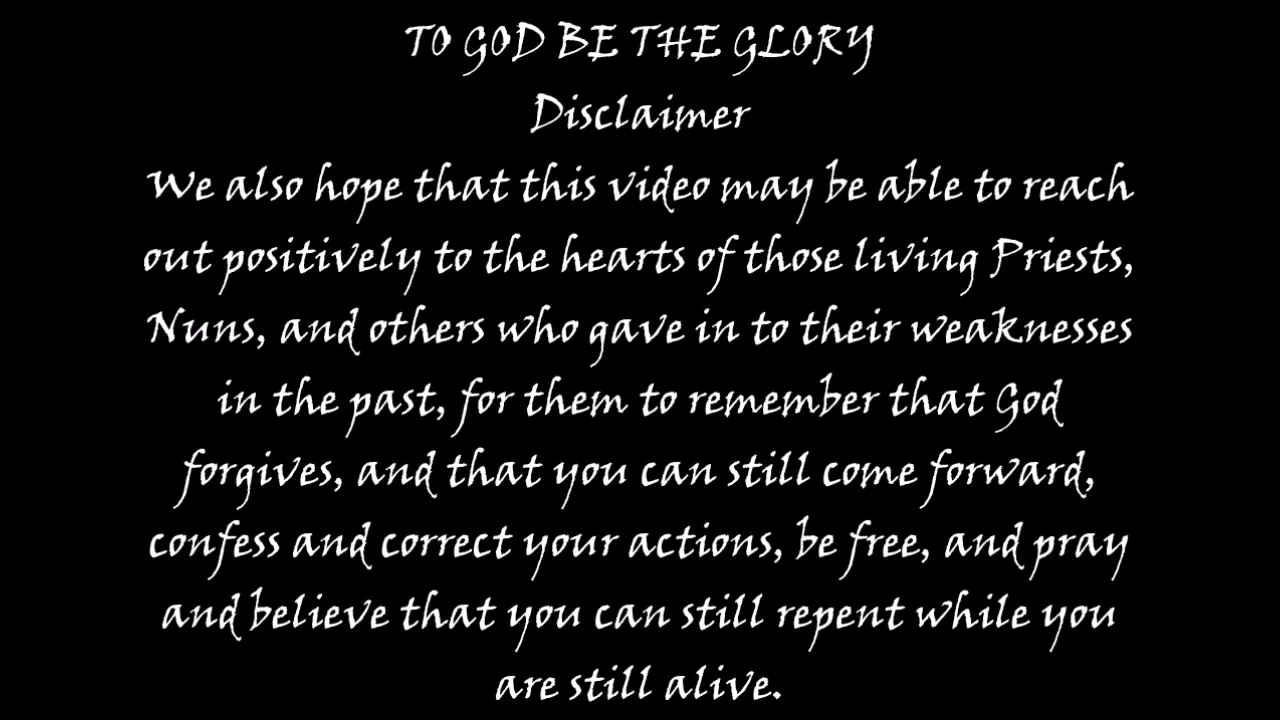 TO GOD BE THE GLORY
Disclaimer
We also hope that this video may be able to reach
out positively to the hearts of those living Priests,
Nuns, and others who gave in to their weaknesses
in the past, for them to remember that God
forgives, and that you can still come forward,
confess and correct your actions, be free, and pray
and believe that you can still repent while you
are still alive.